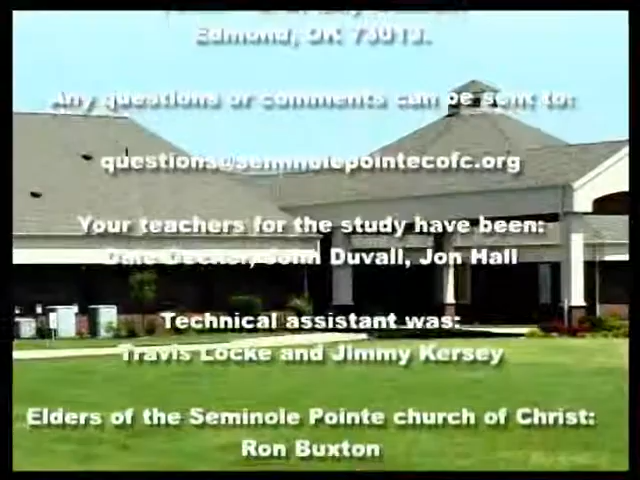 Edmond, OK 73013.
Any questions or comments can be sent to:
questions@seminolepointecofc.org
Your teachers for the study have been:
John Duvall, Jon Hall
Technical assistant was:
Travis Locke and Jimmy Kersey
Elders of the Seminole Pointe church of Christ:
Ron Buxton